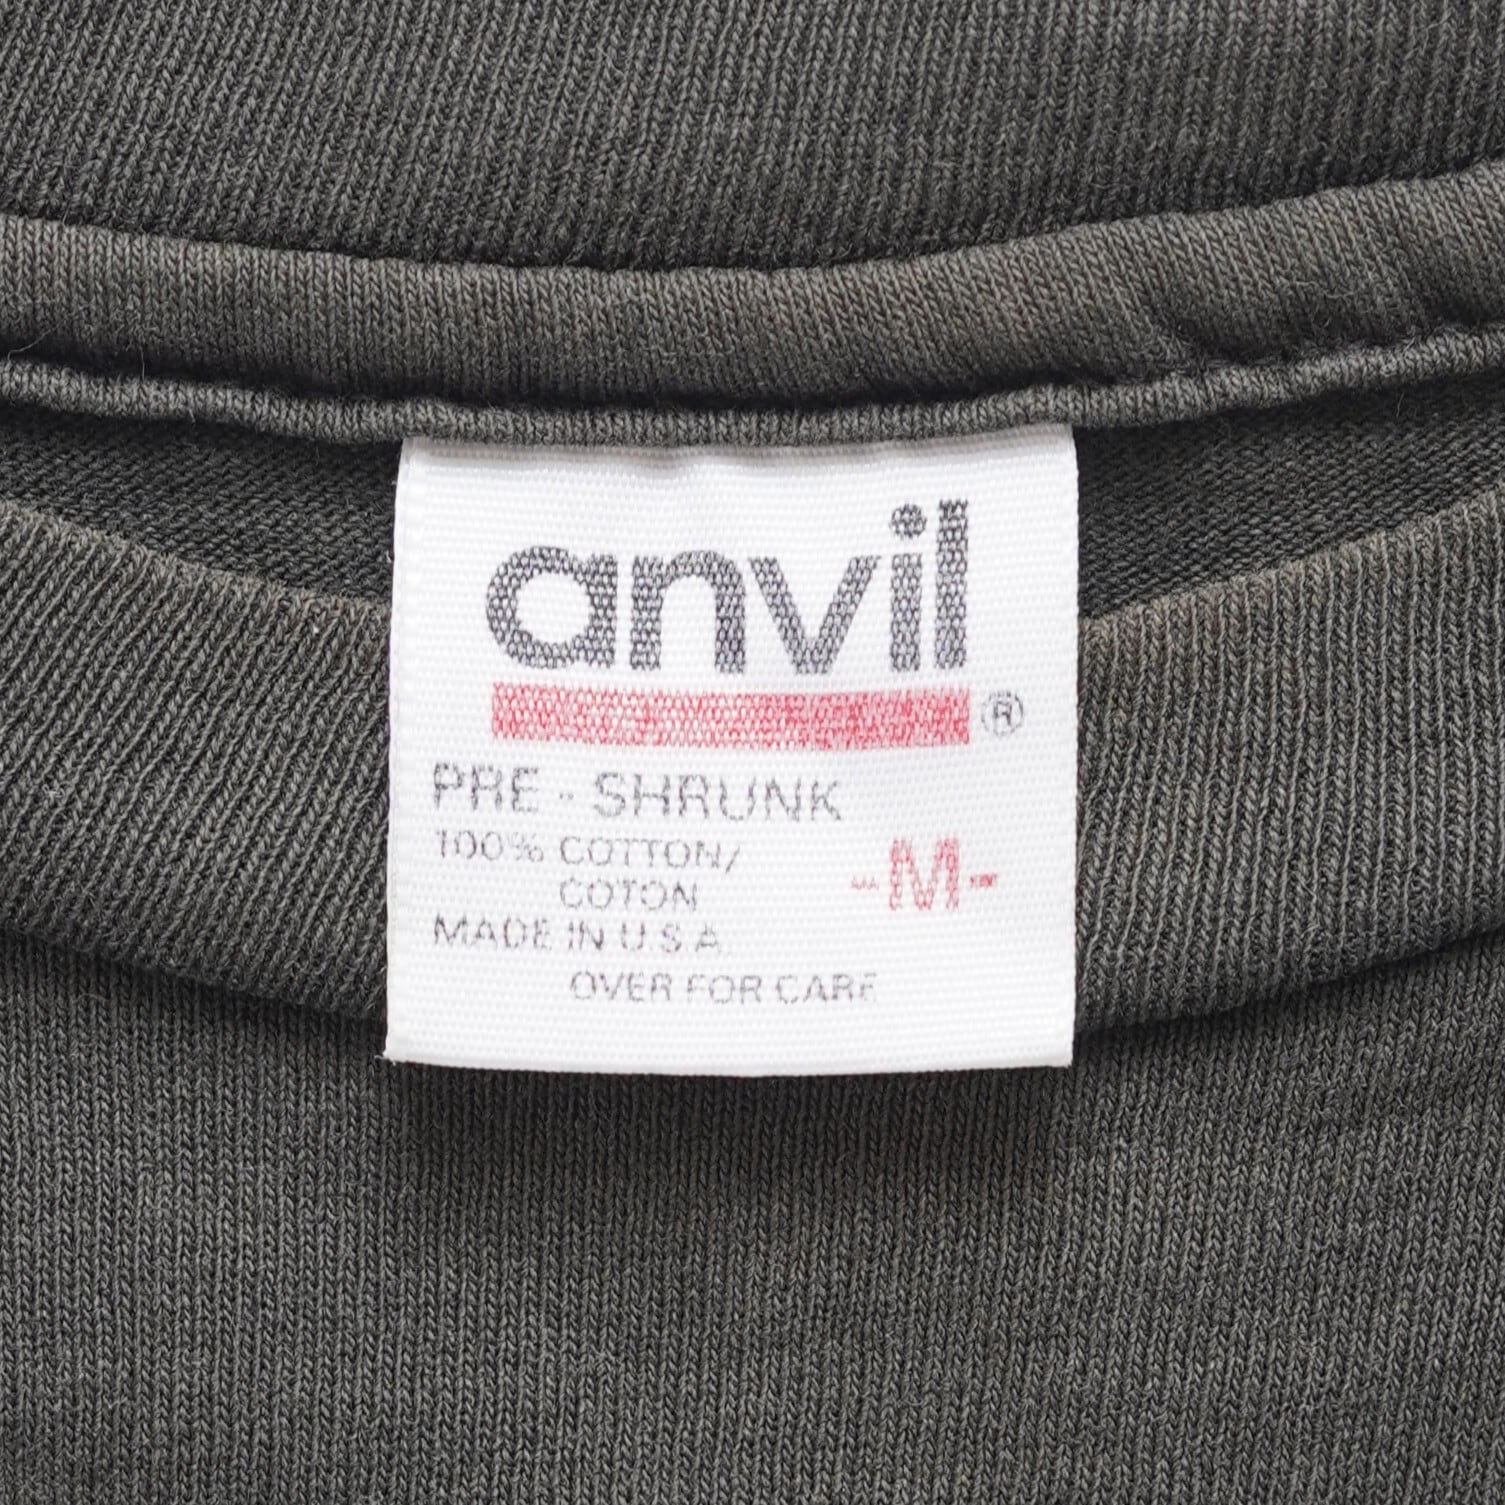 anvil
®
PRE - SHRUNK
100% COTTON/
COTON
-M-
MADE IN U.S.A.
OVER FOR CARE